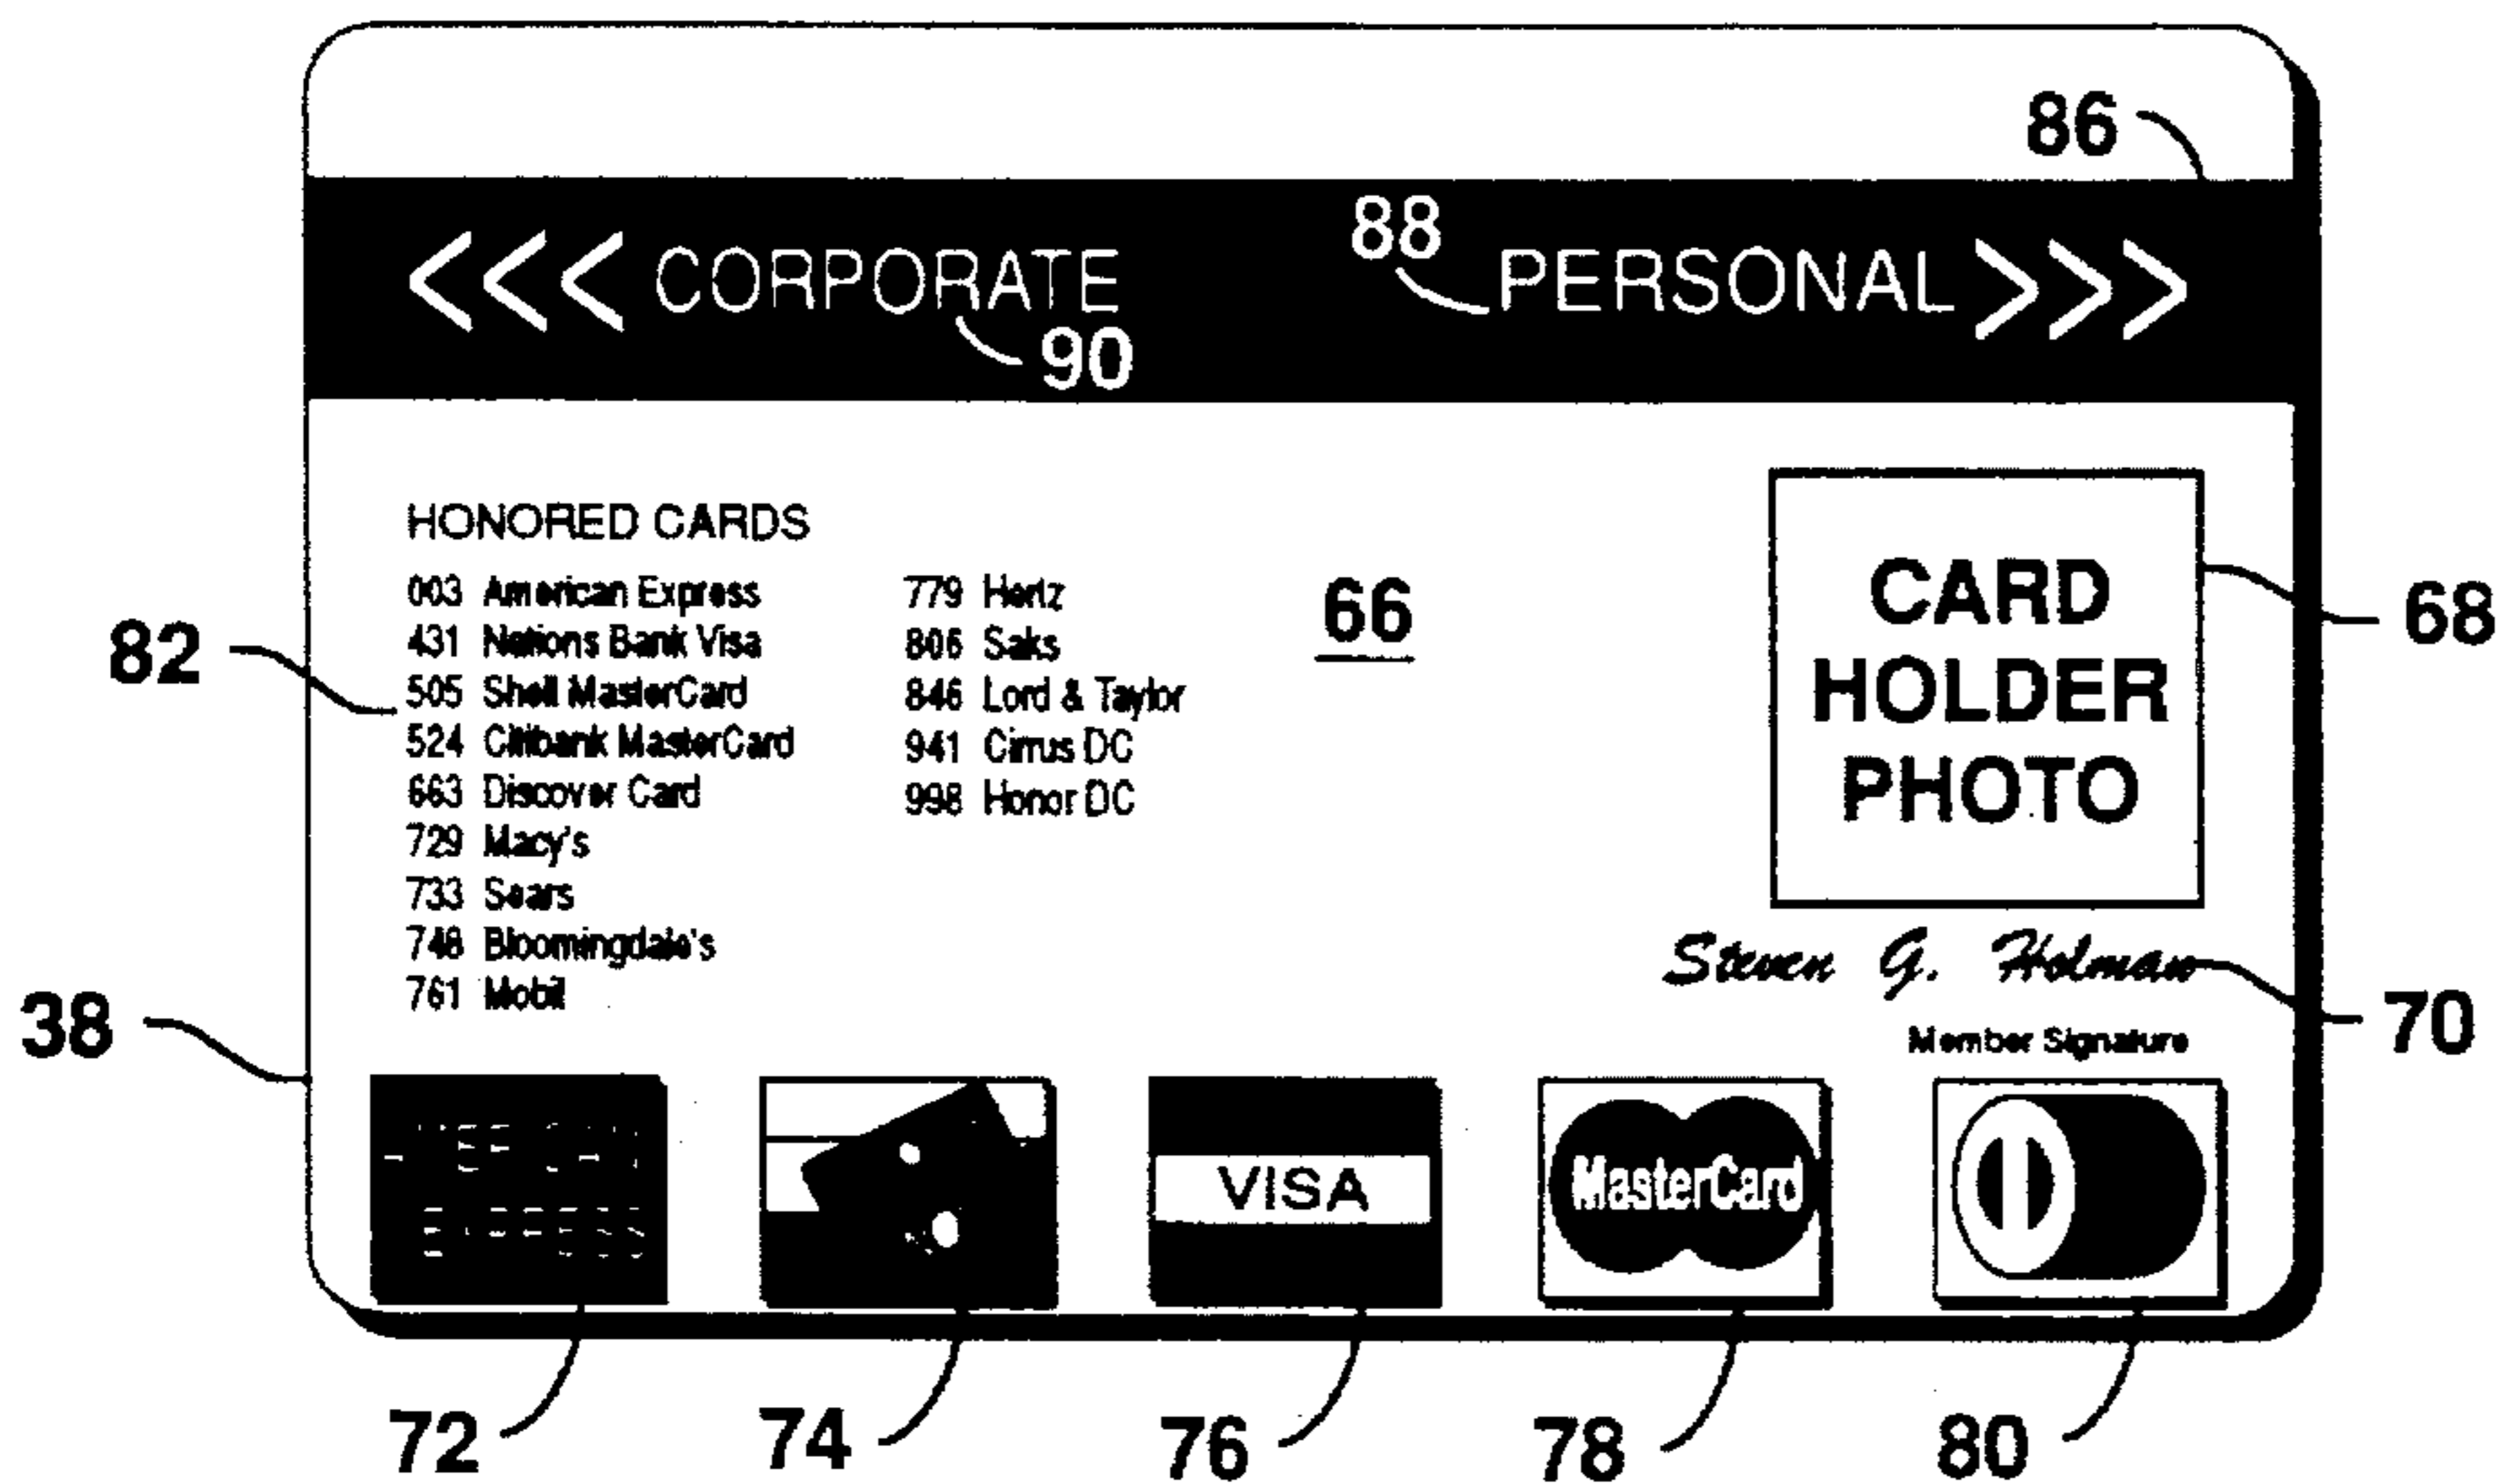 86
88
<<< CORPORATE PERSONAL >>>
90
HONORED CARDS
003 American Express 779 Hertz
431 Nations Bank Visa 806 Saks
505 Shell MasterCard 846 Lord & Taylor
524 Citibank MasterCard 941 Cirrus DC
663 Discover Card 998 Honor DC
729 Macy's
733 Sears
748 Bloomingdale's
761 Mobil
66
CARD
HOLDER
PHOTO
68
82
Steven G. Holman
70
Member Signature
38
VISA
MasterCard
72 74 76 78 80